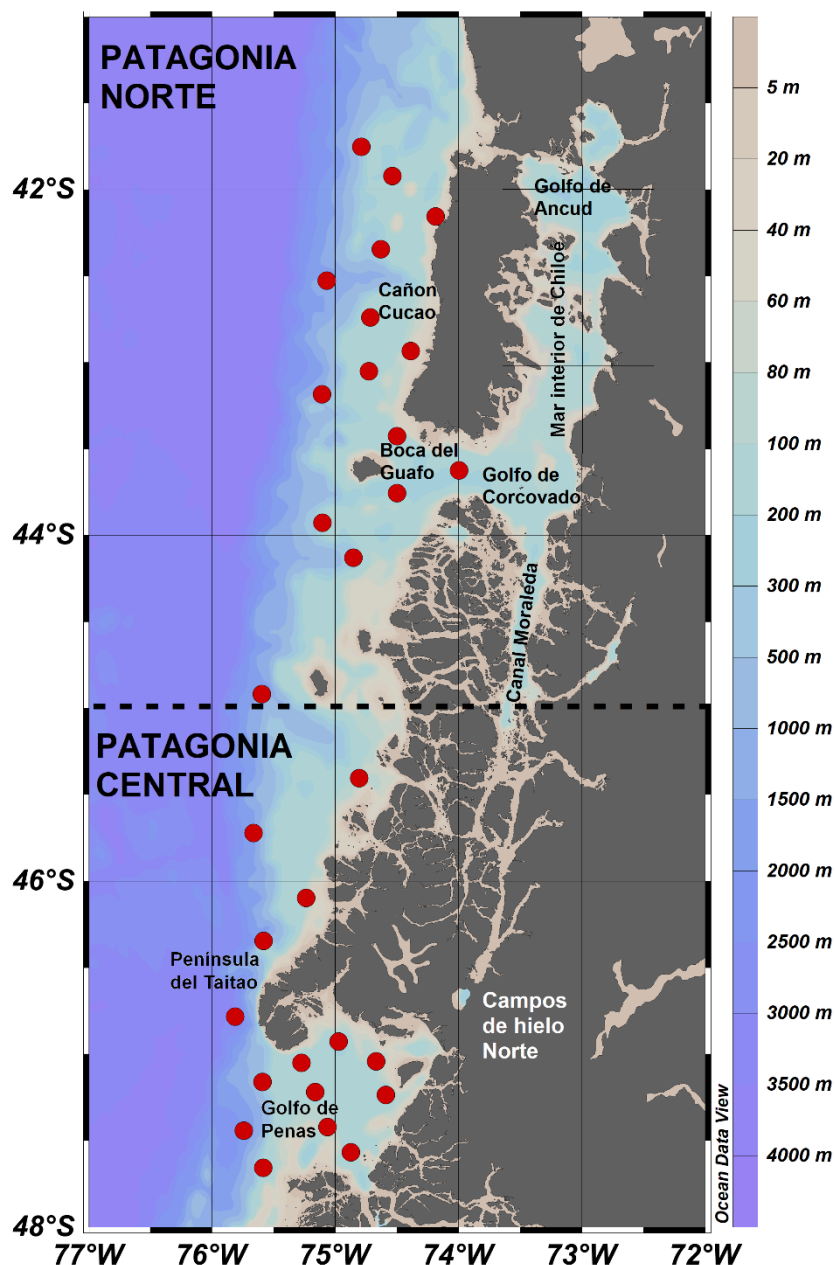 PATAGONIA
NORTE
5 m
20 m
42°S
Golfo de
Ancud
40 m
Mar interior de Chiloé
Cañon
Cucao
60 m
80 m
Boca del
Guafo
Golfo de
Corcovado
100 m
200 m
44°S
300 m
Canal Moraleda
500 m
PATAGONIA
CENTRAL
1000 m
1500 m
46°S
2000 m
Península
del Taitao
2500 m
Campos
de hielo
Norte
3000 m
3500 m
Golfo de
Penas
4000 m
Ocean Data View
48°S
77°W 76°W 75°W 74°W 73°W 72°W